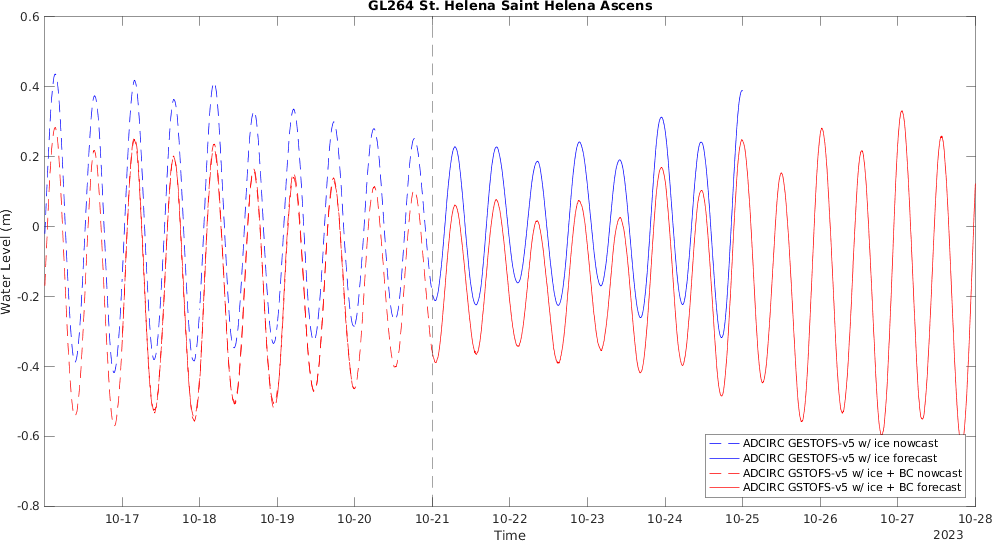 GL264 St. Helena Saint Helena Ascens
0.6
0.4
0.2
0
-0.2
-0.4
-0.6
-0.8
Water Level (m)
ADCIRC GESTOFS-v5 w/ ice nowcast
ADCIRC GESTOFS-v5 w/ ice forecast
ADCIRC GSTOFS-v5 w/ ice + BC nowcast
ADCIRC GSTOFS-v5 w/ ice + BC forecast
10-17 10-18 10-19 10-20 10-21 10-22 10-23 10-24 10-25 10-26 10-27 10-28
Time
2023